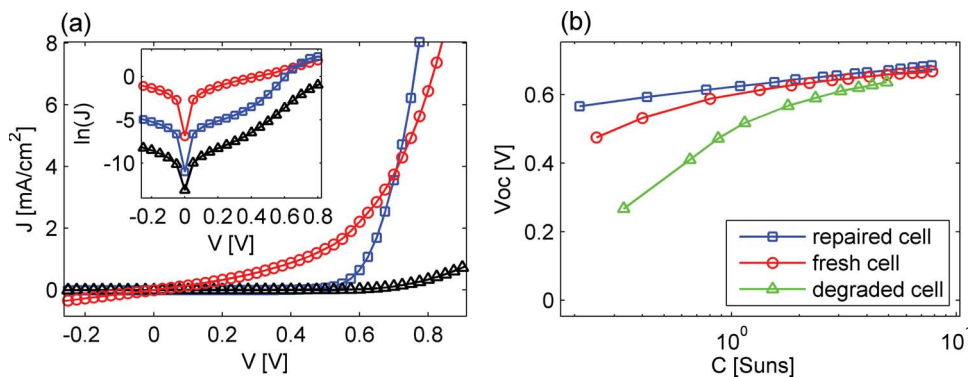 (a)
8
6
4
2
0
J [mA/cm²]
-0.2 0 0.2 0.4 0.6 0.8
V [V]
0
-5
-10
ln(J)
-0.2 0 0.2 0.4 0.6 0.8
V [V]
(b)
0.6
0.4
0.2
0
Voc [V]
10⁰ 10¹
C [Suns]
repaired cell
fresh cell
degraded cell